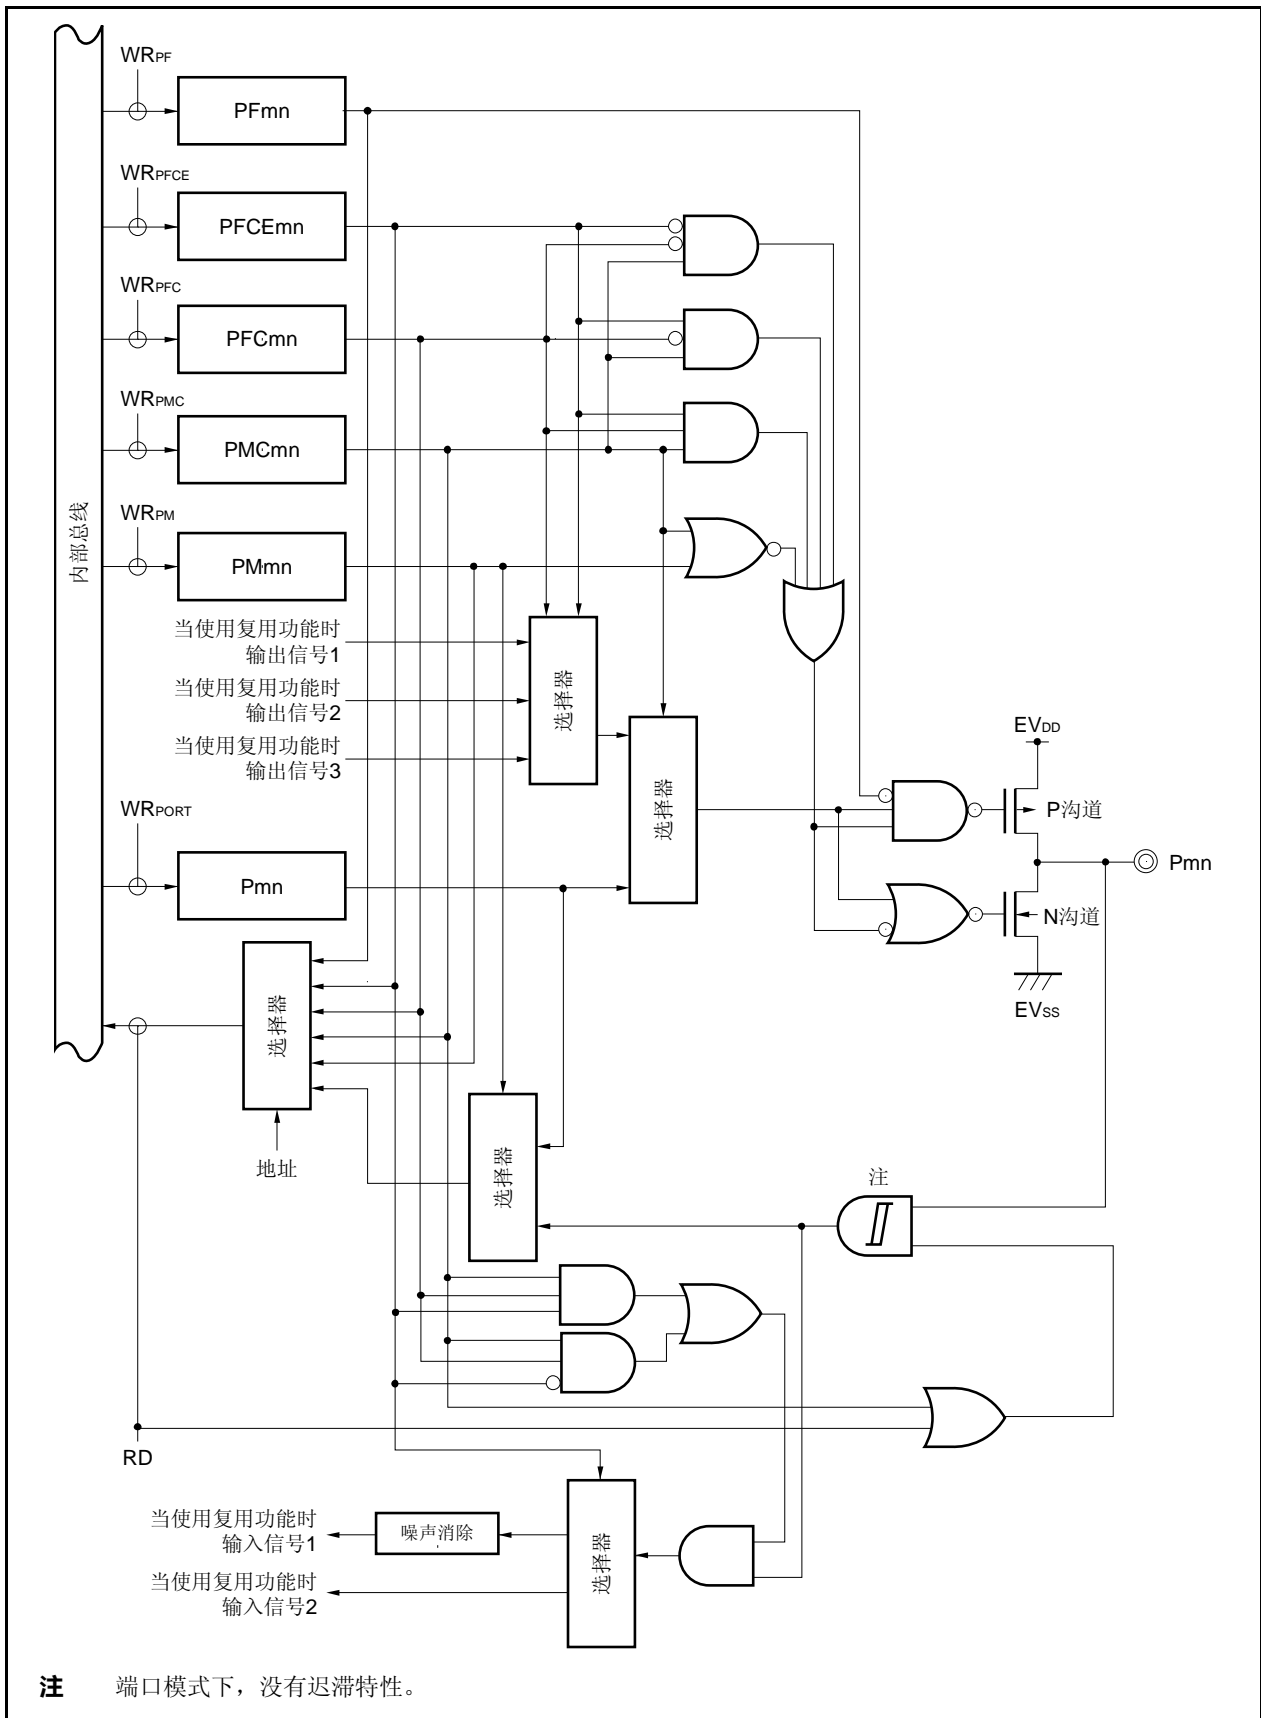 WRPF
PFmn
WRPFCE
PFCEmn
WRPFC
PFCmn
WRPMC
PMCmn
内部总线
WRPM
PMmn
当使用复用功能时
输出信号1
当使用复用功能时
输出信号2
当使用复用功能时
输出信号3
选择器
选择器
EVDD
P沟道
WRPORT
Pmn
Pmn
N沟道
EVSS
选择器
地址
选择器
注
RD
当使用复用功能时
输入信号1
噪声消除
选择器
当使用复用功能时
输入信号2
注 端口模式下，没有迟滞特性。